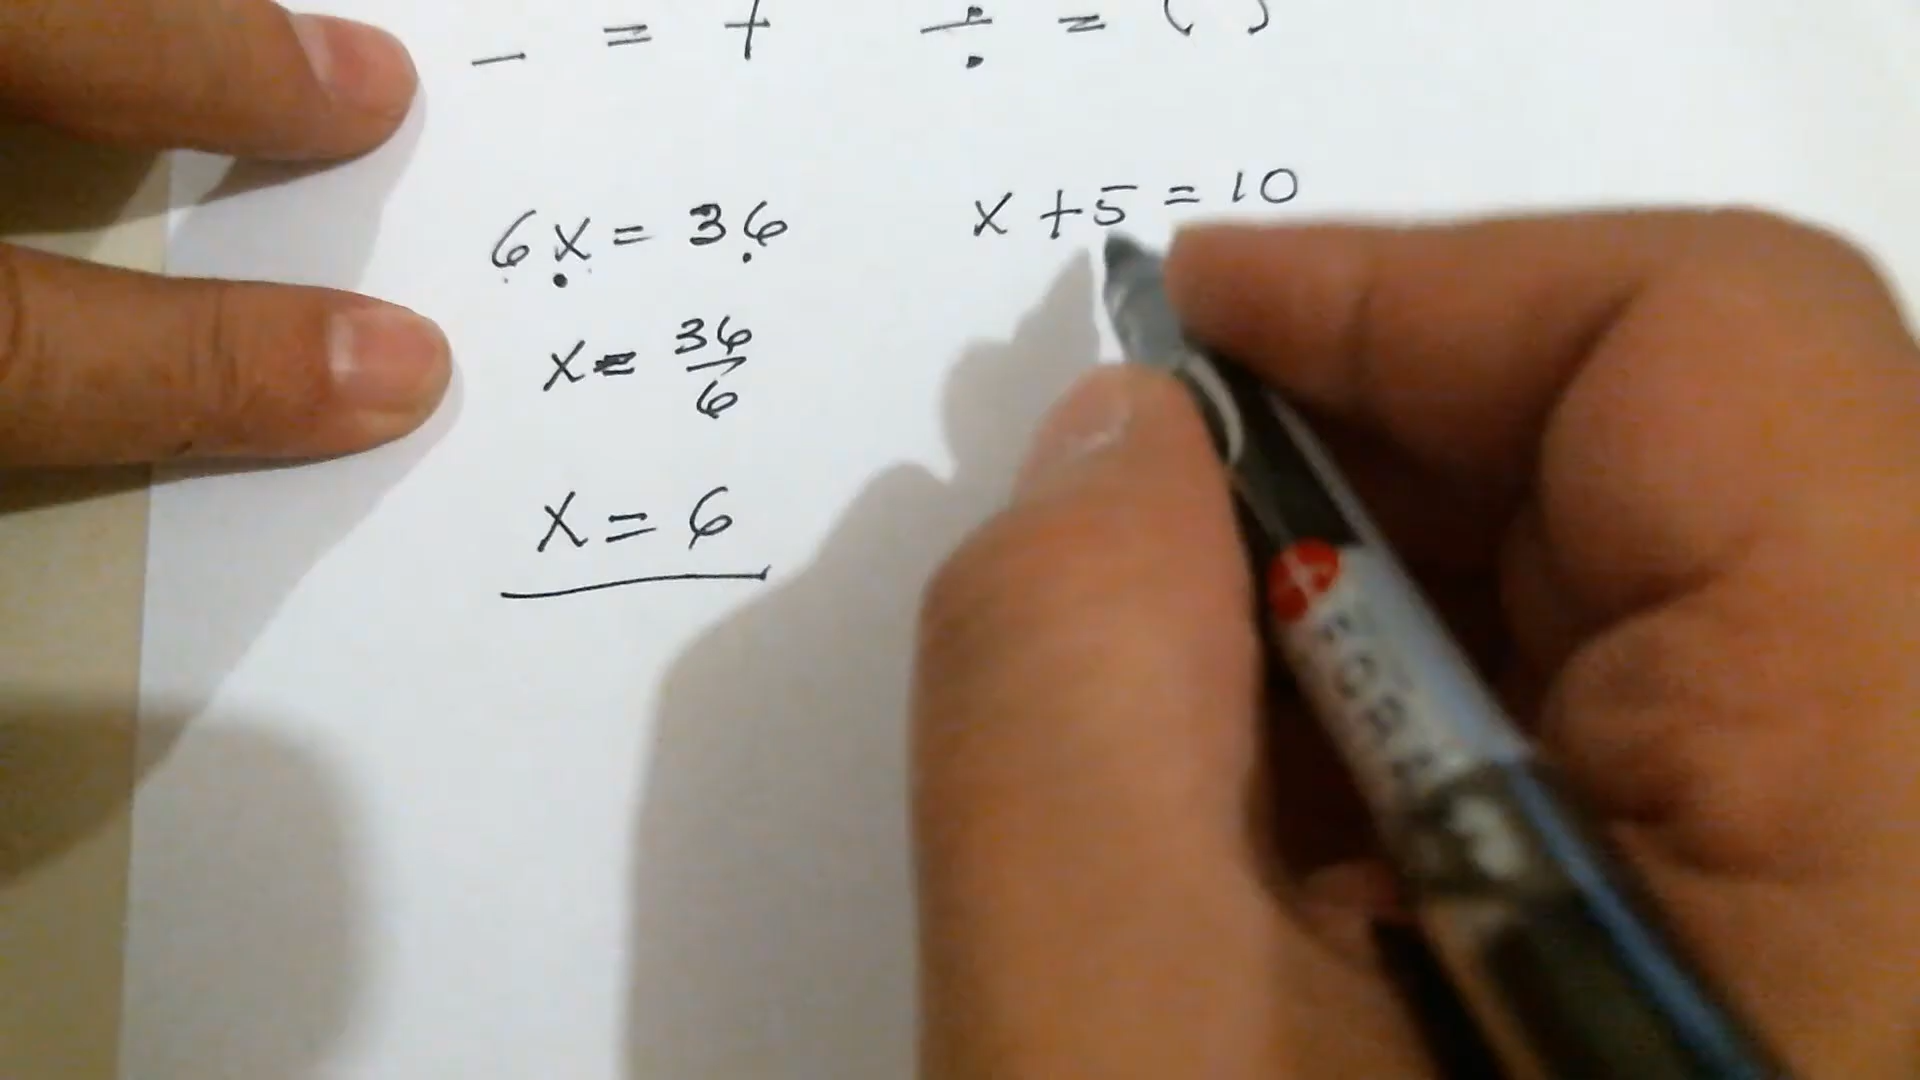 − = + ÷ = ( )
6x = 36
x = 36/6
x = 6
x + 5 = 10